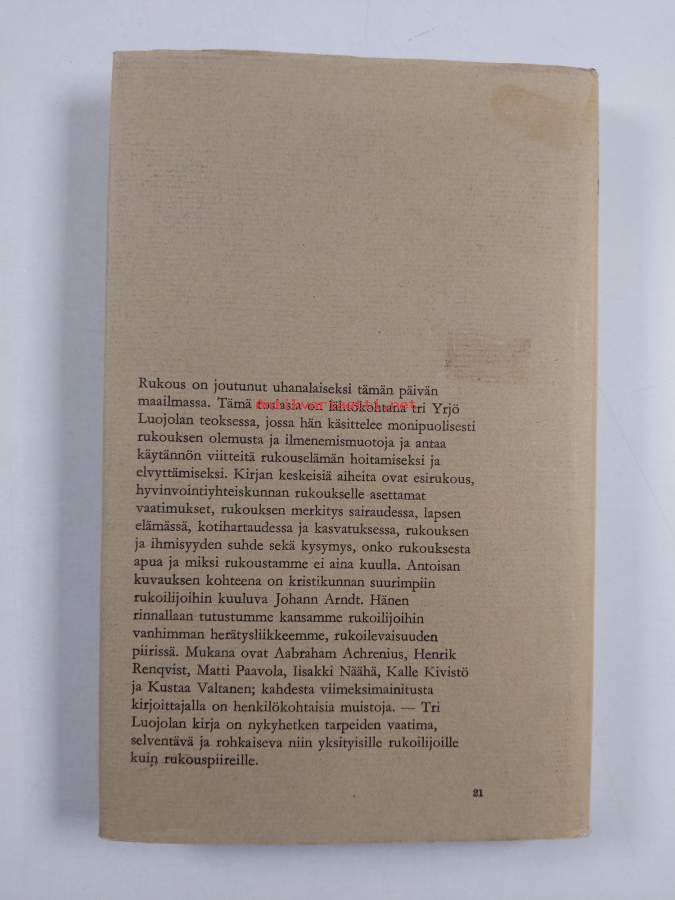 Rukous on joutunut uhanalaiseksi tämän päivän
maailmassa. Tämä on lähtökohtana tri Yrjö
Luojolan teoksessa, jossa hän käsittelee monipuolisesti
rukouksen olemusta ja ilmenemismuotoja ja antaa
käytännön viitteitä rukouselämän hoitamiseksi ja
elvyttämiseksi. Kirjan keskeisiä aiheita ovat esirukous,
hyvinvointiyhteiskunnan rukoukselle asettamat
vaatimukset, rukouksen merkitys sairaudessa, lapsen
elämässä, kotihartaudessa ja kasvatuksessa, rukouksen
ja ihmisyyden suhde sekä kysymys, onko rukouksesta
apua ja miksi rukoustamme ei aina kuulla. Antoisan
kuvauksen kohteena on kristikunnan suurimpiin
rukoilijoihin kuuluva Johann Arndt. Hänen
rinnallaan tutustumme kansamme rukoilijoihin
vanhimman herätysliikkeemme, rukoilevaisuuden
piirissä. Mukana ovat Aabraham Achrenius, Henrik
Renqvist, Matti Paavola, Iisakki Näähä, Kalle Kivistö
ja Kustaa Valtanen; kahdesta viimeksimainitusta
kirjoittajalla on henkilökohtaisia muistoja. — Tri
Luojolan kirja on nykyhetken tarpeiden vaatima,
selventävä ja rohkaiseva niin yksityisille rukoilijoille
kuin rukouspiireille.
21